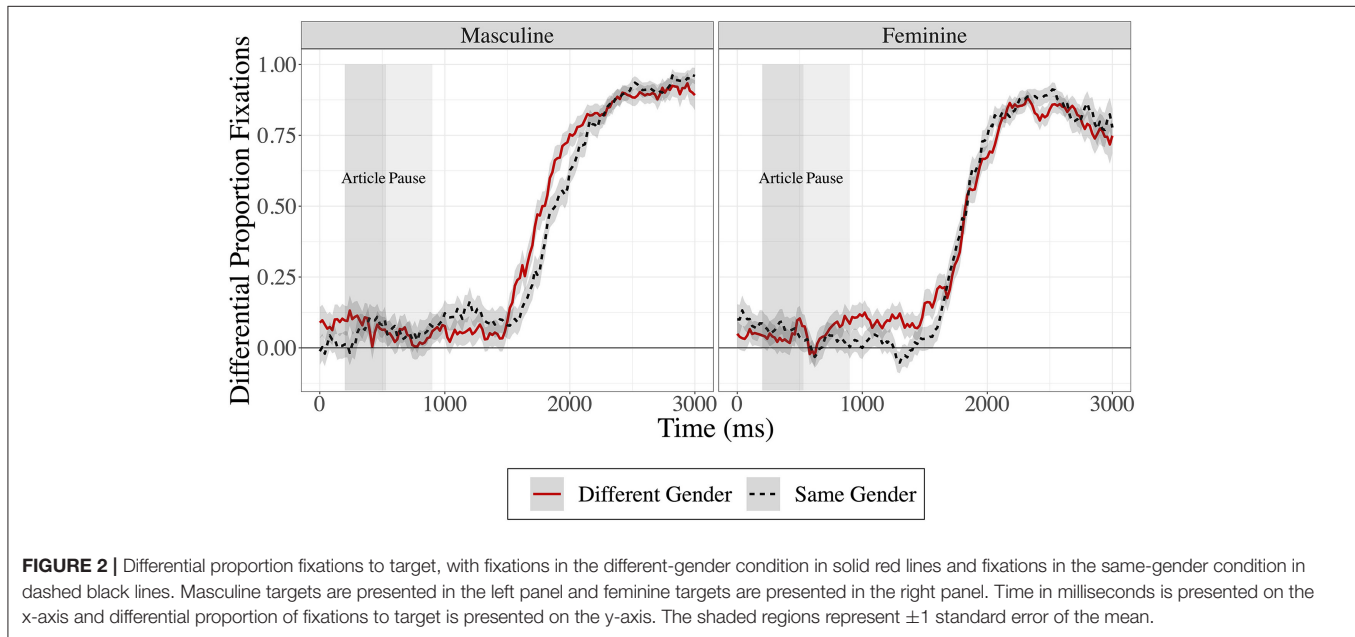 Masculine Feminine
Differential Proportion Fixations
1.00
0.75
0.50
0.25
0.00
Article Pause Article Pause
0 1000 2000 3000 0 1000 2000 3000
Time (ms)
Different Gender Same Gender
FIGURE 2 | Differential proportion fixations to target, with fixations in the different-gender condition in solid red lines and fixations in the same-gender condition in
dashed black lines. Masculine targets are presented in the left panel and feminine targets are presented in the right panel. Time in milliseconds is presented on the
x-axis and differential proportion of fixations to target is presented on the y-axis. The shaded regions represent ±1 standard error of the mean.